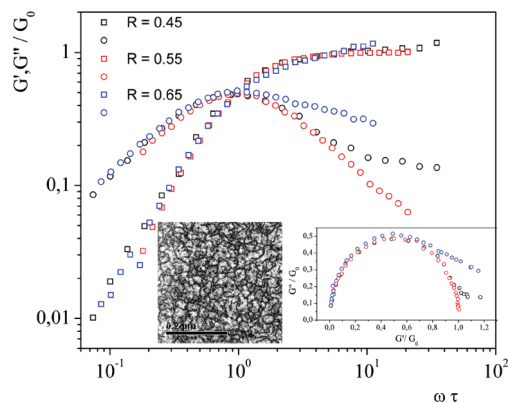 G',G" / G₀
R = 0.45
R = 0.55
R = 0.65
1
0,1
0,01
10⁻¹
10⁰
10¹
10²
ω τ
0.2 µm
G" / G₀
0,5
0,4
0,3
0,2
0,1
0,0
0,0
0,2
0,4
0,6
0,8
1,0
1,2
G'/ G₀